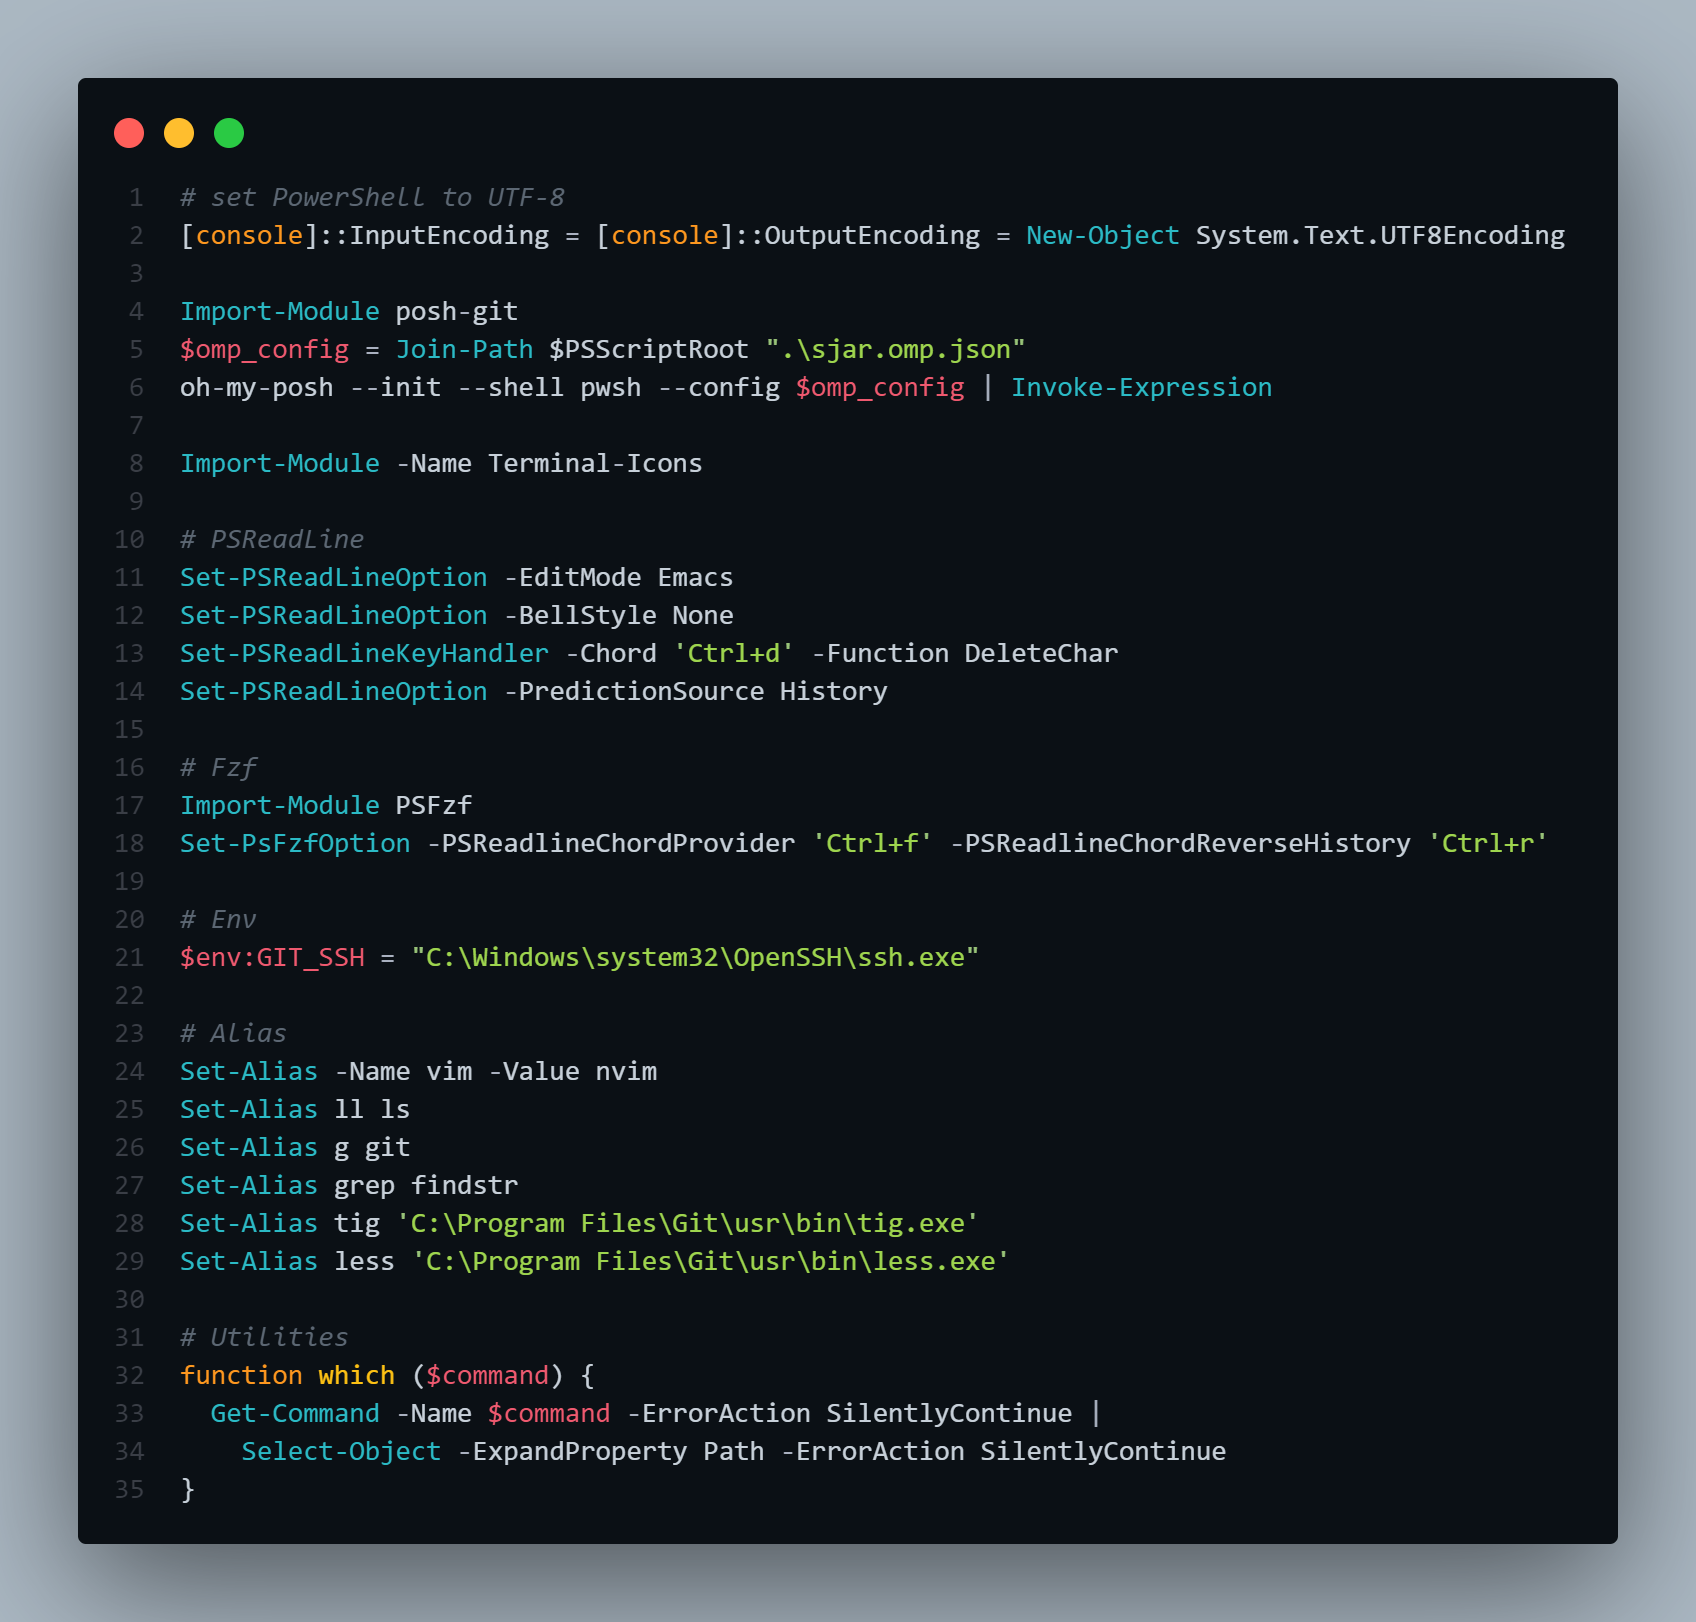 1 # set PowerShell to UTF-8
2 [console]::InputEncoding = [console]::OutputEncoding = New-Object System.Text.UTF8Encoding
3
4 Import-Module posh-git
5 $omp_config = Join-Path $PSScriptRoot ".\sjar.omp.json"
6 oh-my-posh --init --shell pwsh --config $omp_config | Invoke-Expression
7
8 Import-Module -Name Terminal-Icons
9
10 # PSReadLine
11 Set-PSReadLineOption -EditMode Emacs
12 Set-PSReadLineOption -BellStyle None
13 Set-PSReadLineKeyHandler -Chord 'Ctrl+d' -Function DeleteChar
14 Set-PSReadLineOption -PredictionSource History
15
16 # Fzf
17 Import-Module PSFzf
18 Set-PsFzfOption -PSReadlineChordProvider 'Ctrl+f' -PSReadlineChordReverseHistory 'Ctrl+r'
19
20 # Env
21 $env:GIT_SSH = "C:\Windows\system32\OpenSSH\ssh.exe"
22
23 # Alias
24 Set-Alias -Name vim -Value nvim
25 Set-Alias ll ls
26 Set-Alias g git
27 Set-Alias grep findstr
28 Set-Alias tig 'C:\Program Files\Git\usr\bin\tig.exe'
29 Set-Alias less 'C:\Program Files\Git\usr\bin\less.exe'
30
31 # Utilities
32 function which ($command) {
33   Get-Command -Name $command -ErrorAction SilentlyContinue |
34     Select-Object -ExpandProperty Path -ErrorAction SilentlyContinue
35 }